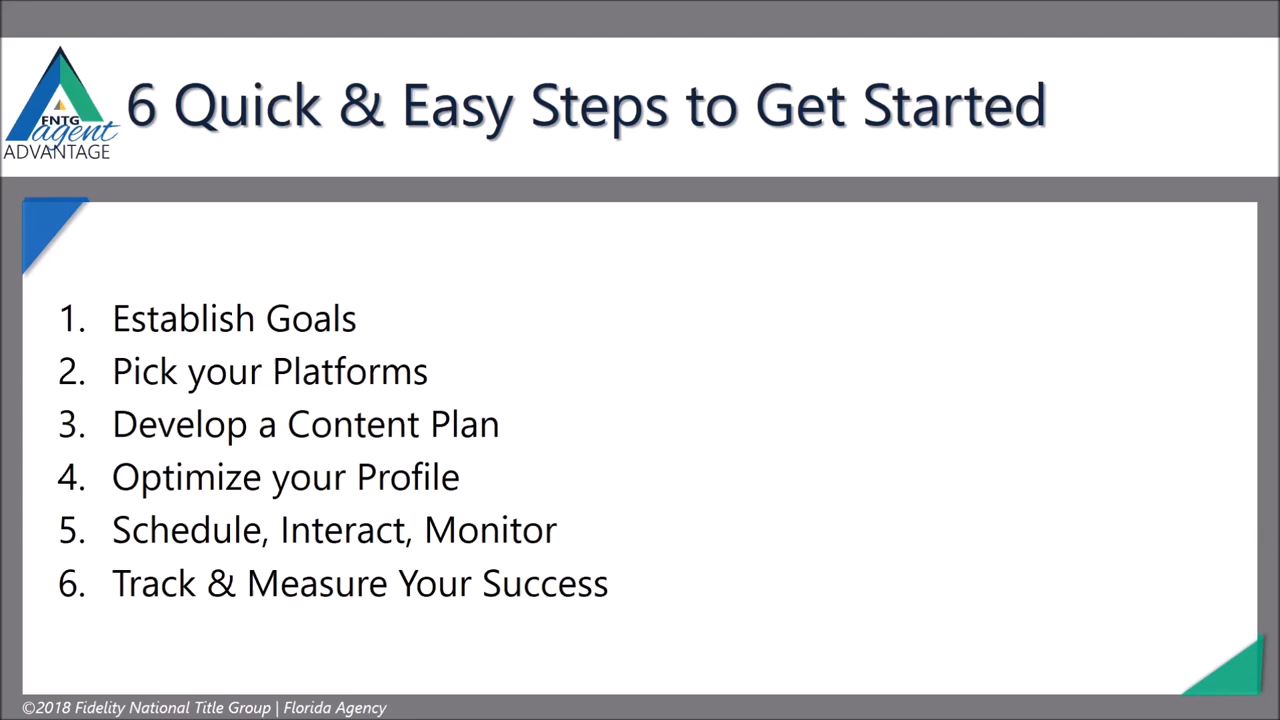 6 Quick & Easy Steps to Get Started
FNTG
agent
ADVANTAGE
1. Establish Goals
2. Pick your Platforms
3. Develop a Content Plan
4. Optimize your Profile
5. Schedule, Interact, Monitor
6. Track & Measure Your Success
©2018 Fidelity National Title Group | Florida Agency